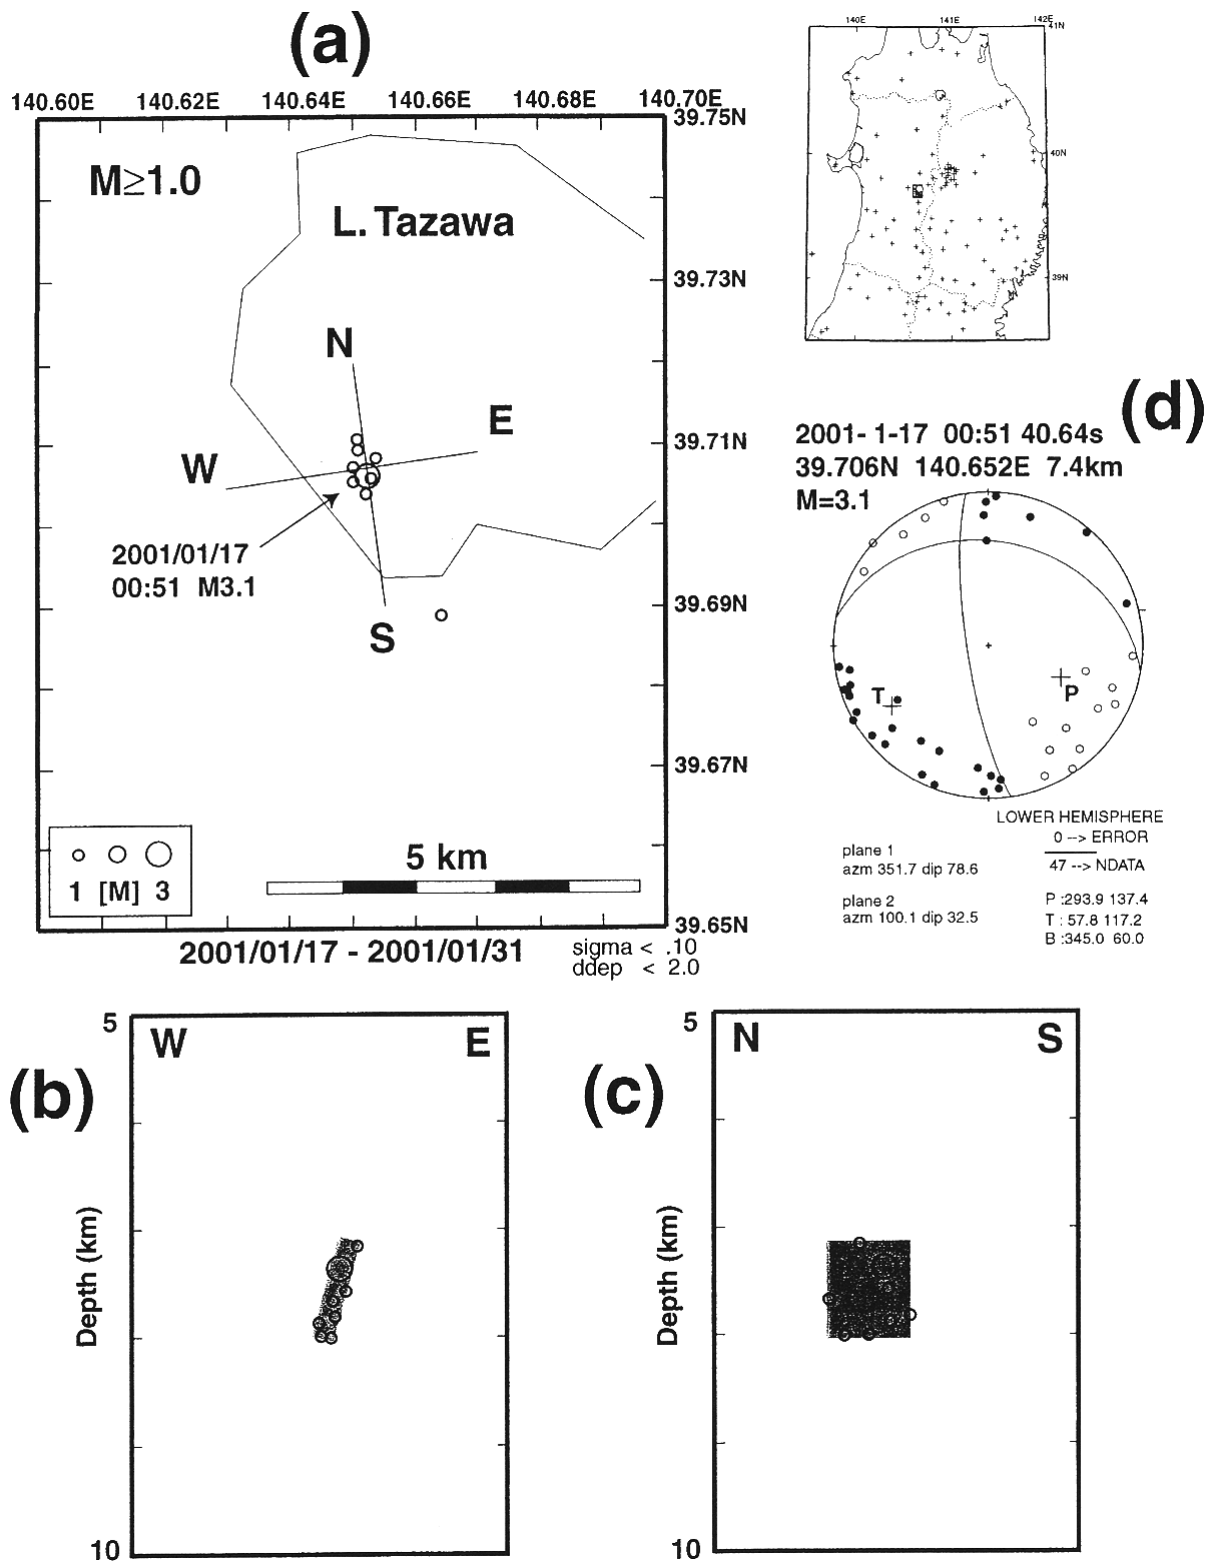 (a)
140.60E 140.62E 140.64E 140.66E 140.68E 140.70E
39.75N
M≥1.0
L. Tazawa
39.73N
N
E
39.71N
W
2001/01/17
00:51 M3.1
39.69N
S
39.67N
5 km
1 [M] 3
39.65N
2001/01/17 - 2001/01/31
sigma < .10
ddep < 2.0
140E 141E 142E
41N
40N
39N
(d)
2001- 1-17 00:51 40.64s
39.706N 140.652E 7.4km
M=3.1
T
P
LOWER HEMISPHERE
0 --> ERROR
47 --> NDATA
plane 1
azm 351.7 dip 78.6
plane 2
azm 100.1 dip 32.5
P :293.9 137.4
T : 57.8 117.2
B :345.0 60.0
(b)
5
W E
Depth (km)
10
(c)
5
N S
Depth (km)
10